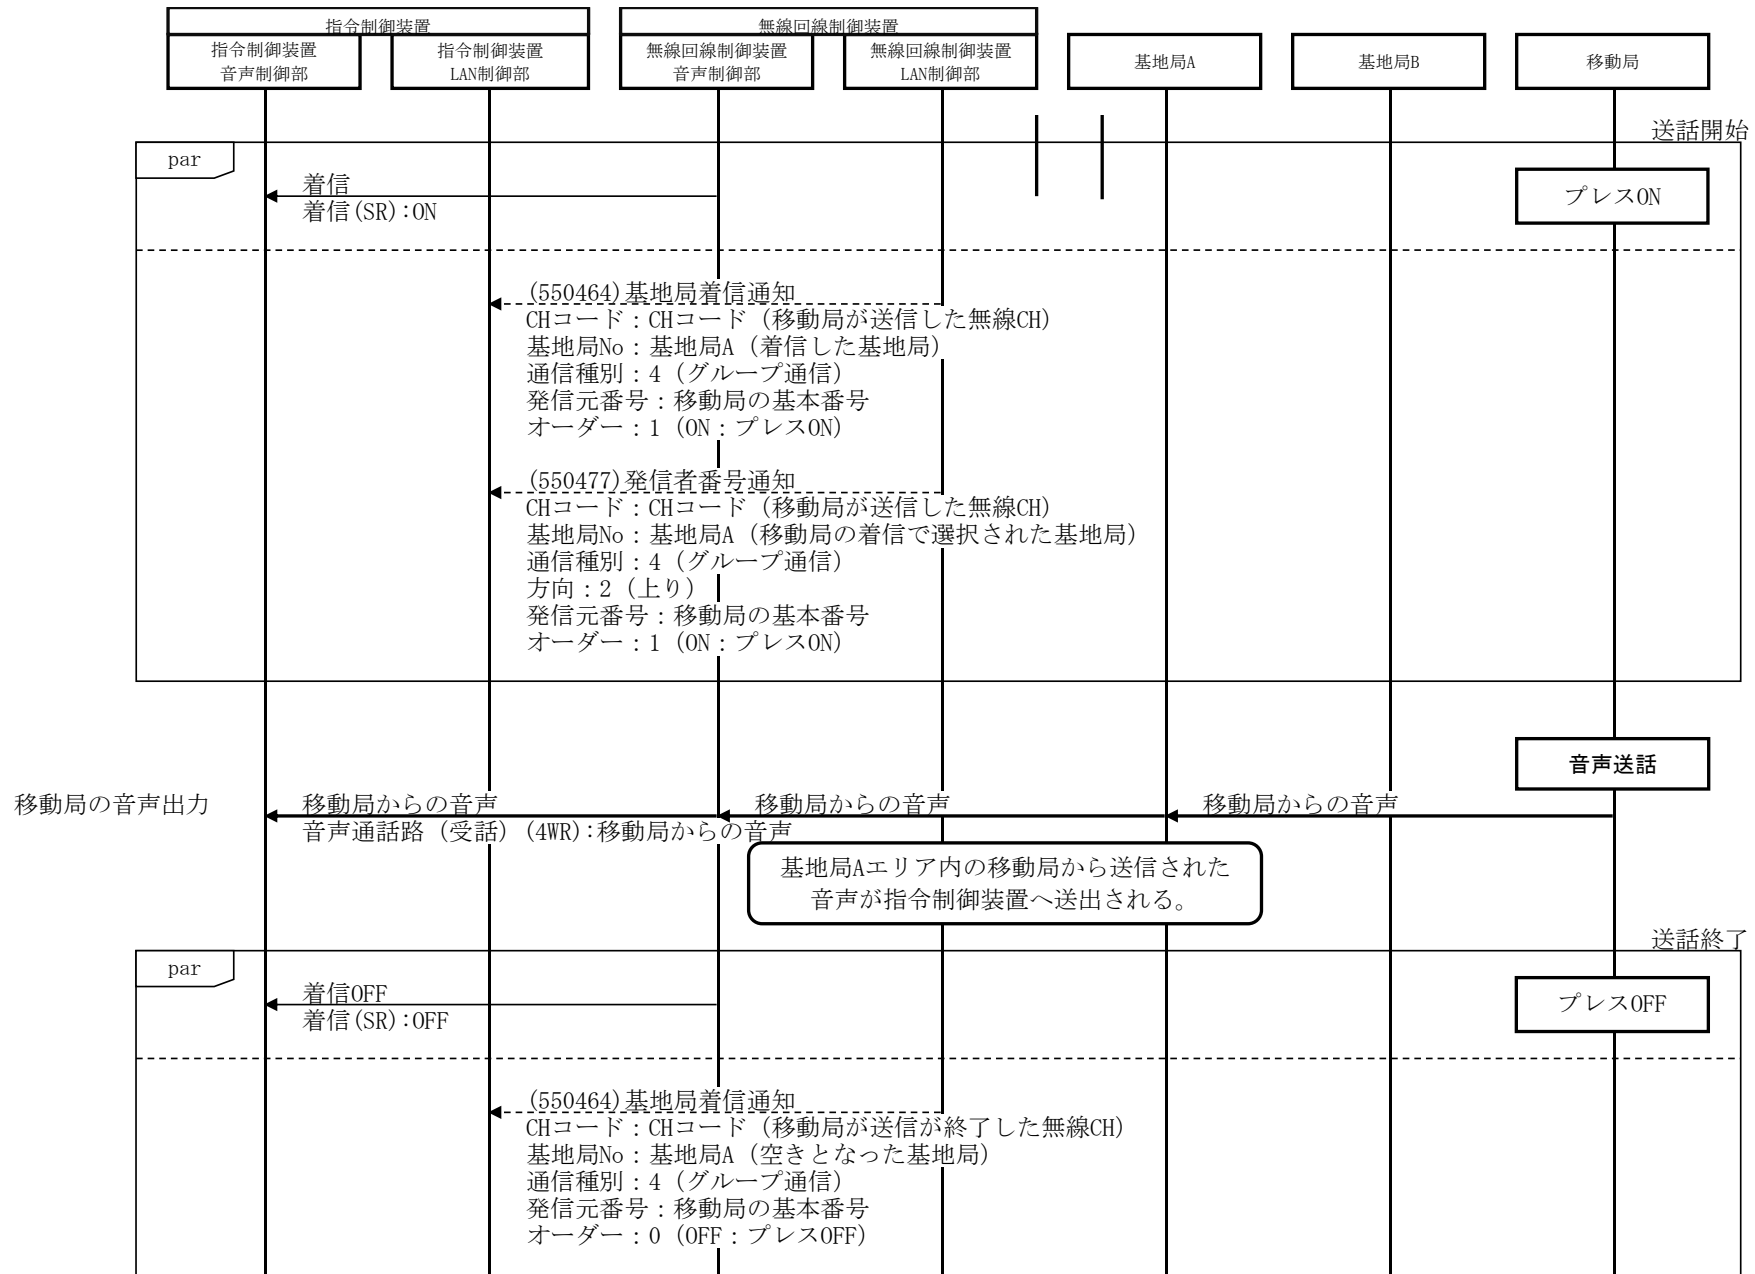 指令制御装置
無線回線制御装置
指令制御装置
音声制御部
指令制御装置
LAN制御部
無線回線制御装置
音声制御部
無線回線制御装置
LAN制御部
基地局A
基地局B
移動局
送話開始
par
プレスON
着信
着信(SR):ON
(550464)基地局着信通知
CHコード：CHコード（移動局が送信した無線CH）
基地局No：基地局A（着信した基地局）
通信種別：4（グループ通信）
発信元番号：移動局の基本番号
オーダー：1（ON：プレスON）
(550477)発信者番号通知
CHコード：CHコード（移動局が送信した無線CH）
基地局No：基地局A（移動局の着信で選択された基地局）
通信種別：4（グループ通信）
方向：2（上り）
発信元番号：移動局の基本番号
オーダー：1（ON：プレスON）
音声送話
移動局の音声出力
移動局からの音声
移動局からの音声
移動局からの音声
音声通話路（受話）(4WR):移動局からの音声
基地局Aエリア内の移動局から送信された
音声が指令制御装置へ送出される。
送話終了
par
プレスOFF
着信OFF
着信(SR):OFF
(550464)基地局着信通知
CHコード：CHコード（移動局が送信が終了した無線CH）
基地局No：基地局A（空きとなった基地局）
通信種別：4（グループ通信）
発信元番号：移動局の基本番号
オーダー：0（OFF：プレスOFF）